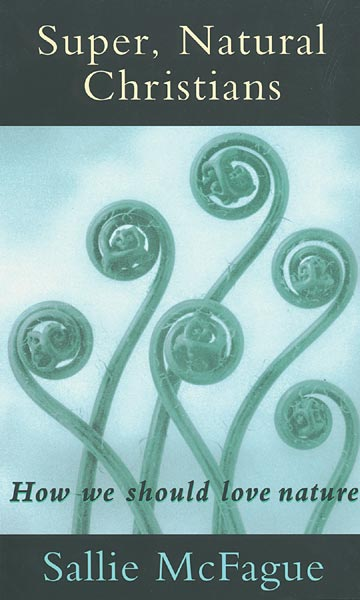 Super, Natural
Christians
How we should love nature
Sallie McFague